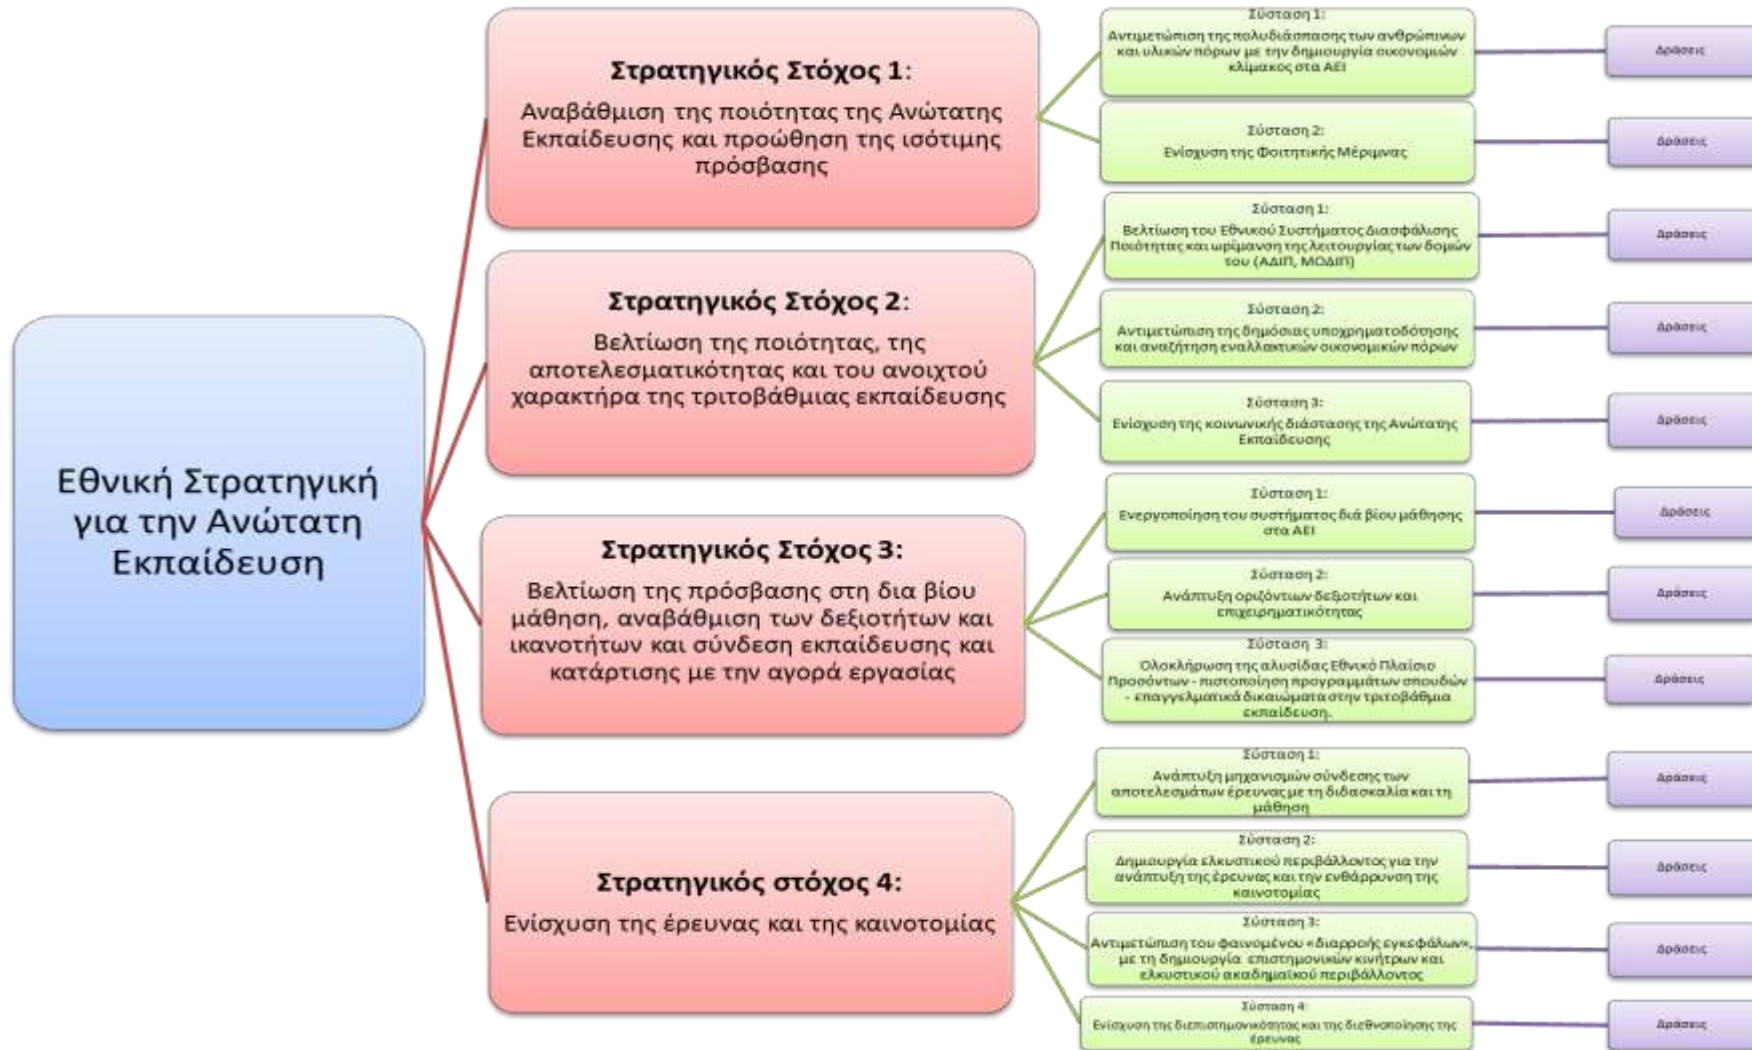 Εθνική Στρατηγική
για την Ανώτατη
Εκπαίδευση
Στρατηγικός Στόχος 1:
Αναβάθμιση της ποιότητας της Ανώτατης
Εκπαίδευσης και προώθηση της ισότιμης
πρόσβασης
Σύσταση 1:
Αντιμετώπιση της πολυδιάσπασης των ανθρώπινων
και υλικών πόρων με την δημιουργία οικονομιών
κλίμακος στα ΑΕΙ
Δράσεις
Σύσταση 2:
Ενίσχυση της Φοιτητικής Μέριμνας
Δράσεις
Στρατηγικός Στόχος 2:
Βελτίωση της ποιότητας, της
αποτελεσματικότητας και του ανοιχτού
χαρακτήρα της τριτοβάθμιας εκπαίδευσης
Σύσταση 1:
Βελτίωση του Εθνικού Συστήματος Διασφάλισης
Ποιότητας και ωρίμανση της λειτουργίας των δομών
του (ΑΔΙΠ, ΜΟΔΙΠ)
Δράσεις
Σύσταση 2:
Αντιμετώπιση της δημόσιας υποχρηματοδότησης
και αναζήτηση εναλλακτικών οικονομικών πόρων
Δράσεις
Σύσταση 3:
Ενίσχυση της κοινωνικής διάστασης της Ανώτατης
Εκπαίδευσης
Δράσεις
Στρατηγικός Στόχος 3:
Βελτίωση της πρόσβασης στη δια βίου
μάθηση, αναβάθμιση των δεξιοτήτων και
ικανοτήτων και σύνδεση εκπαίδευσης και
κατάρτισης με την αγορά εργασίας
Σύσταση 1:
Ενεργοποίηση του συστήματος διά βίου μάθησης
στα ΑΕΙ
Δράσεις
Σύσταση 2:
Ανάπτυξη οριζόντιων δεξιοτήτων και
επιχειρηματικότητας
Δράσεις
Σύσταση 3:
Ολοκλήρωση της αλυσίδας Εθνικό Πλαίσιο
Προσόντων - πιστοποίηση προγραμμάτων σπουδών
- επαγγελματικά δικαιώματα στην τριτοβάθμια
εκπαίδευση.
Δράσεις
Στρατηγικός στόχος 4:
Ενίσχυση της έρευνας και της καινοτομίας
Σύσταση 1:
Ανάπτυξη μηχανισμών σύνδεσης των
αποτελεσμάτων έρευνας με τη διδασκαλία και τη
μάθηση
Δράσεις
Σύσταση 2:
Δημιουργία ελκυστικού περιβάλλοντος για την
ανάπτυξη της έρευνας και την ενθάρρυνση της
καινοτομίας
Δράσεις
Σύσταση 3:
Αντιμετώπιση του φαινομένου «διαρροής εγκεφάλων»,
με τη δημιουργία επιστημονικών κινήτρων και
ελκυστικού ακαδημαϊκού περιβάλλοντος
Δράσεις
Σύσταση 4:
Ενίσχυση της διεπιστημονικότητας και της διεθνοποίησης της
έρευνας
Δράσεις